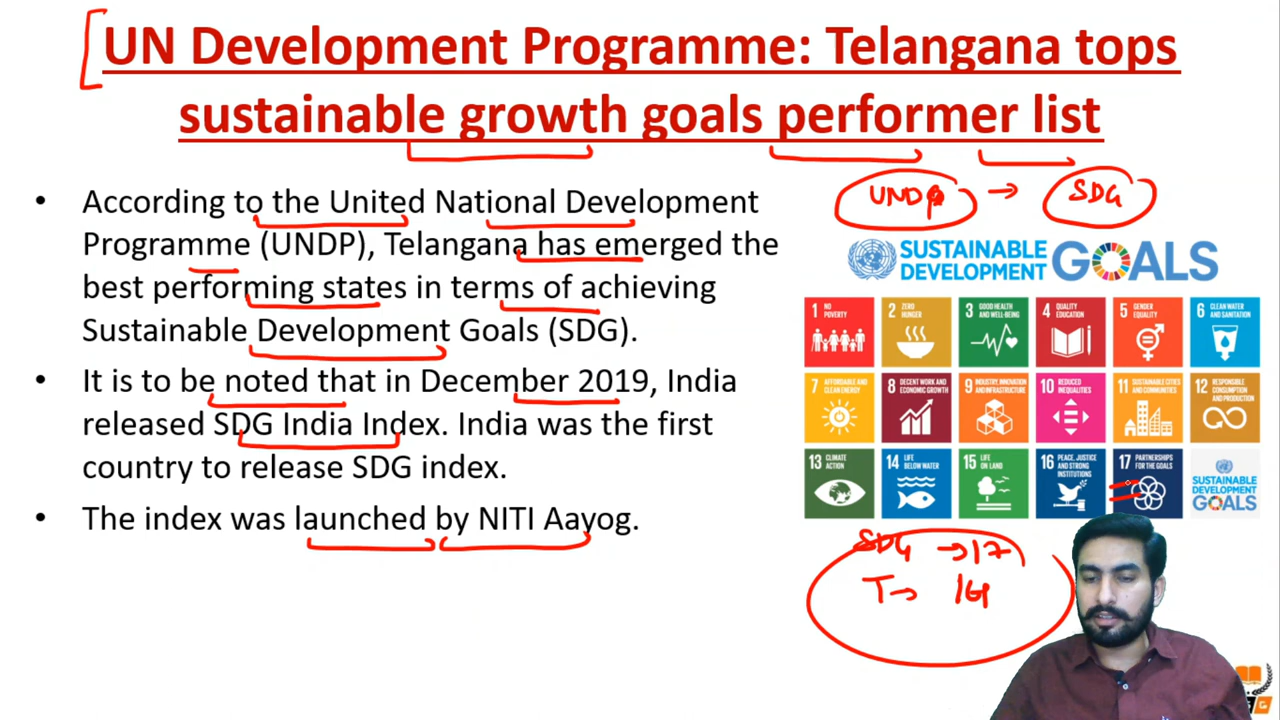 UN Development Programme: Telangana tops
sustainable growth goals performer list
• According to the United National Development
Programme (UNDP), Telangana has emerged the
best performing states in terms of achieving
Sustainable Development Goals (SDG).
• It is to be noted that in December 2019, India
released SDG India Index. India was the first
country to release SDG index.
• The index was launched by NITI Aayog.
UNDP → SDG
SUSTAINABLE
DEVELOPMENT GOALS
1 NO
POVERTY
2 ZERO
HUNGER
3 GOOD HEALTH
AND WELL-BEING
4 QUALITY
EDUCATION
5 GENDER
EQUALITY
6 CLEAN WATER
AND SANITATION
7 AFFORDABLE AND
CLEAN ENERGY
8 DECENT WORK AND
ECONOMIC GROWTH
9 INDUSTRY, INNOVATION
AND INFRASTRUCTURE
10 REDUCED
INEQUALITIES
11 SUSTAINABLE CITIES
AND COMMUNITIES
12 RESPONSIBLE
CONSUMPTION
AND PRODUCTION
13 CLIMATE
ACTION
14 LIFE
BELOW WATER
15 LIFE
ON LAND
16 PEACE, JUSTICE
AND STRONG
INSTITUTIONS
17 PARTNERSHIPS
FOR THE GOALS
SUSTAINABLE
DEVELOPMENT
GOALS
SDG → 17
T →